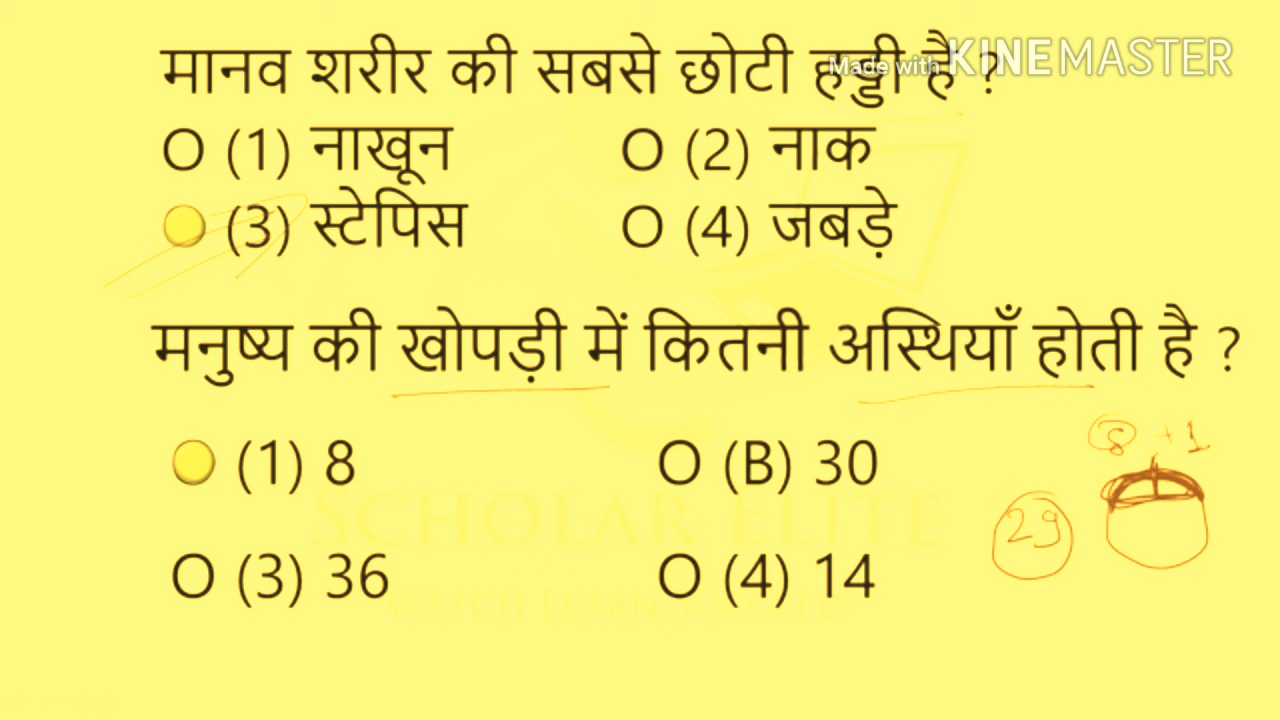 मानव शरीर की सबसे छोटी हड्डी है ?
Made with KINEMASTER
O (1) नाखून O (2) नाक
(3) स्टेपिस O (4) जबड़े
मनुष्य की खोपड़ी में कितनी अस्थियाँ होती है ?
8 + 1
(1) 8 O (B) 30
SCHOLAR ELITE
29
O (3) 36 O (4) 14